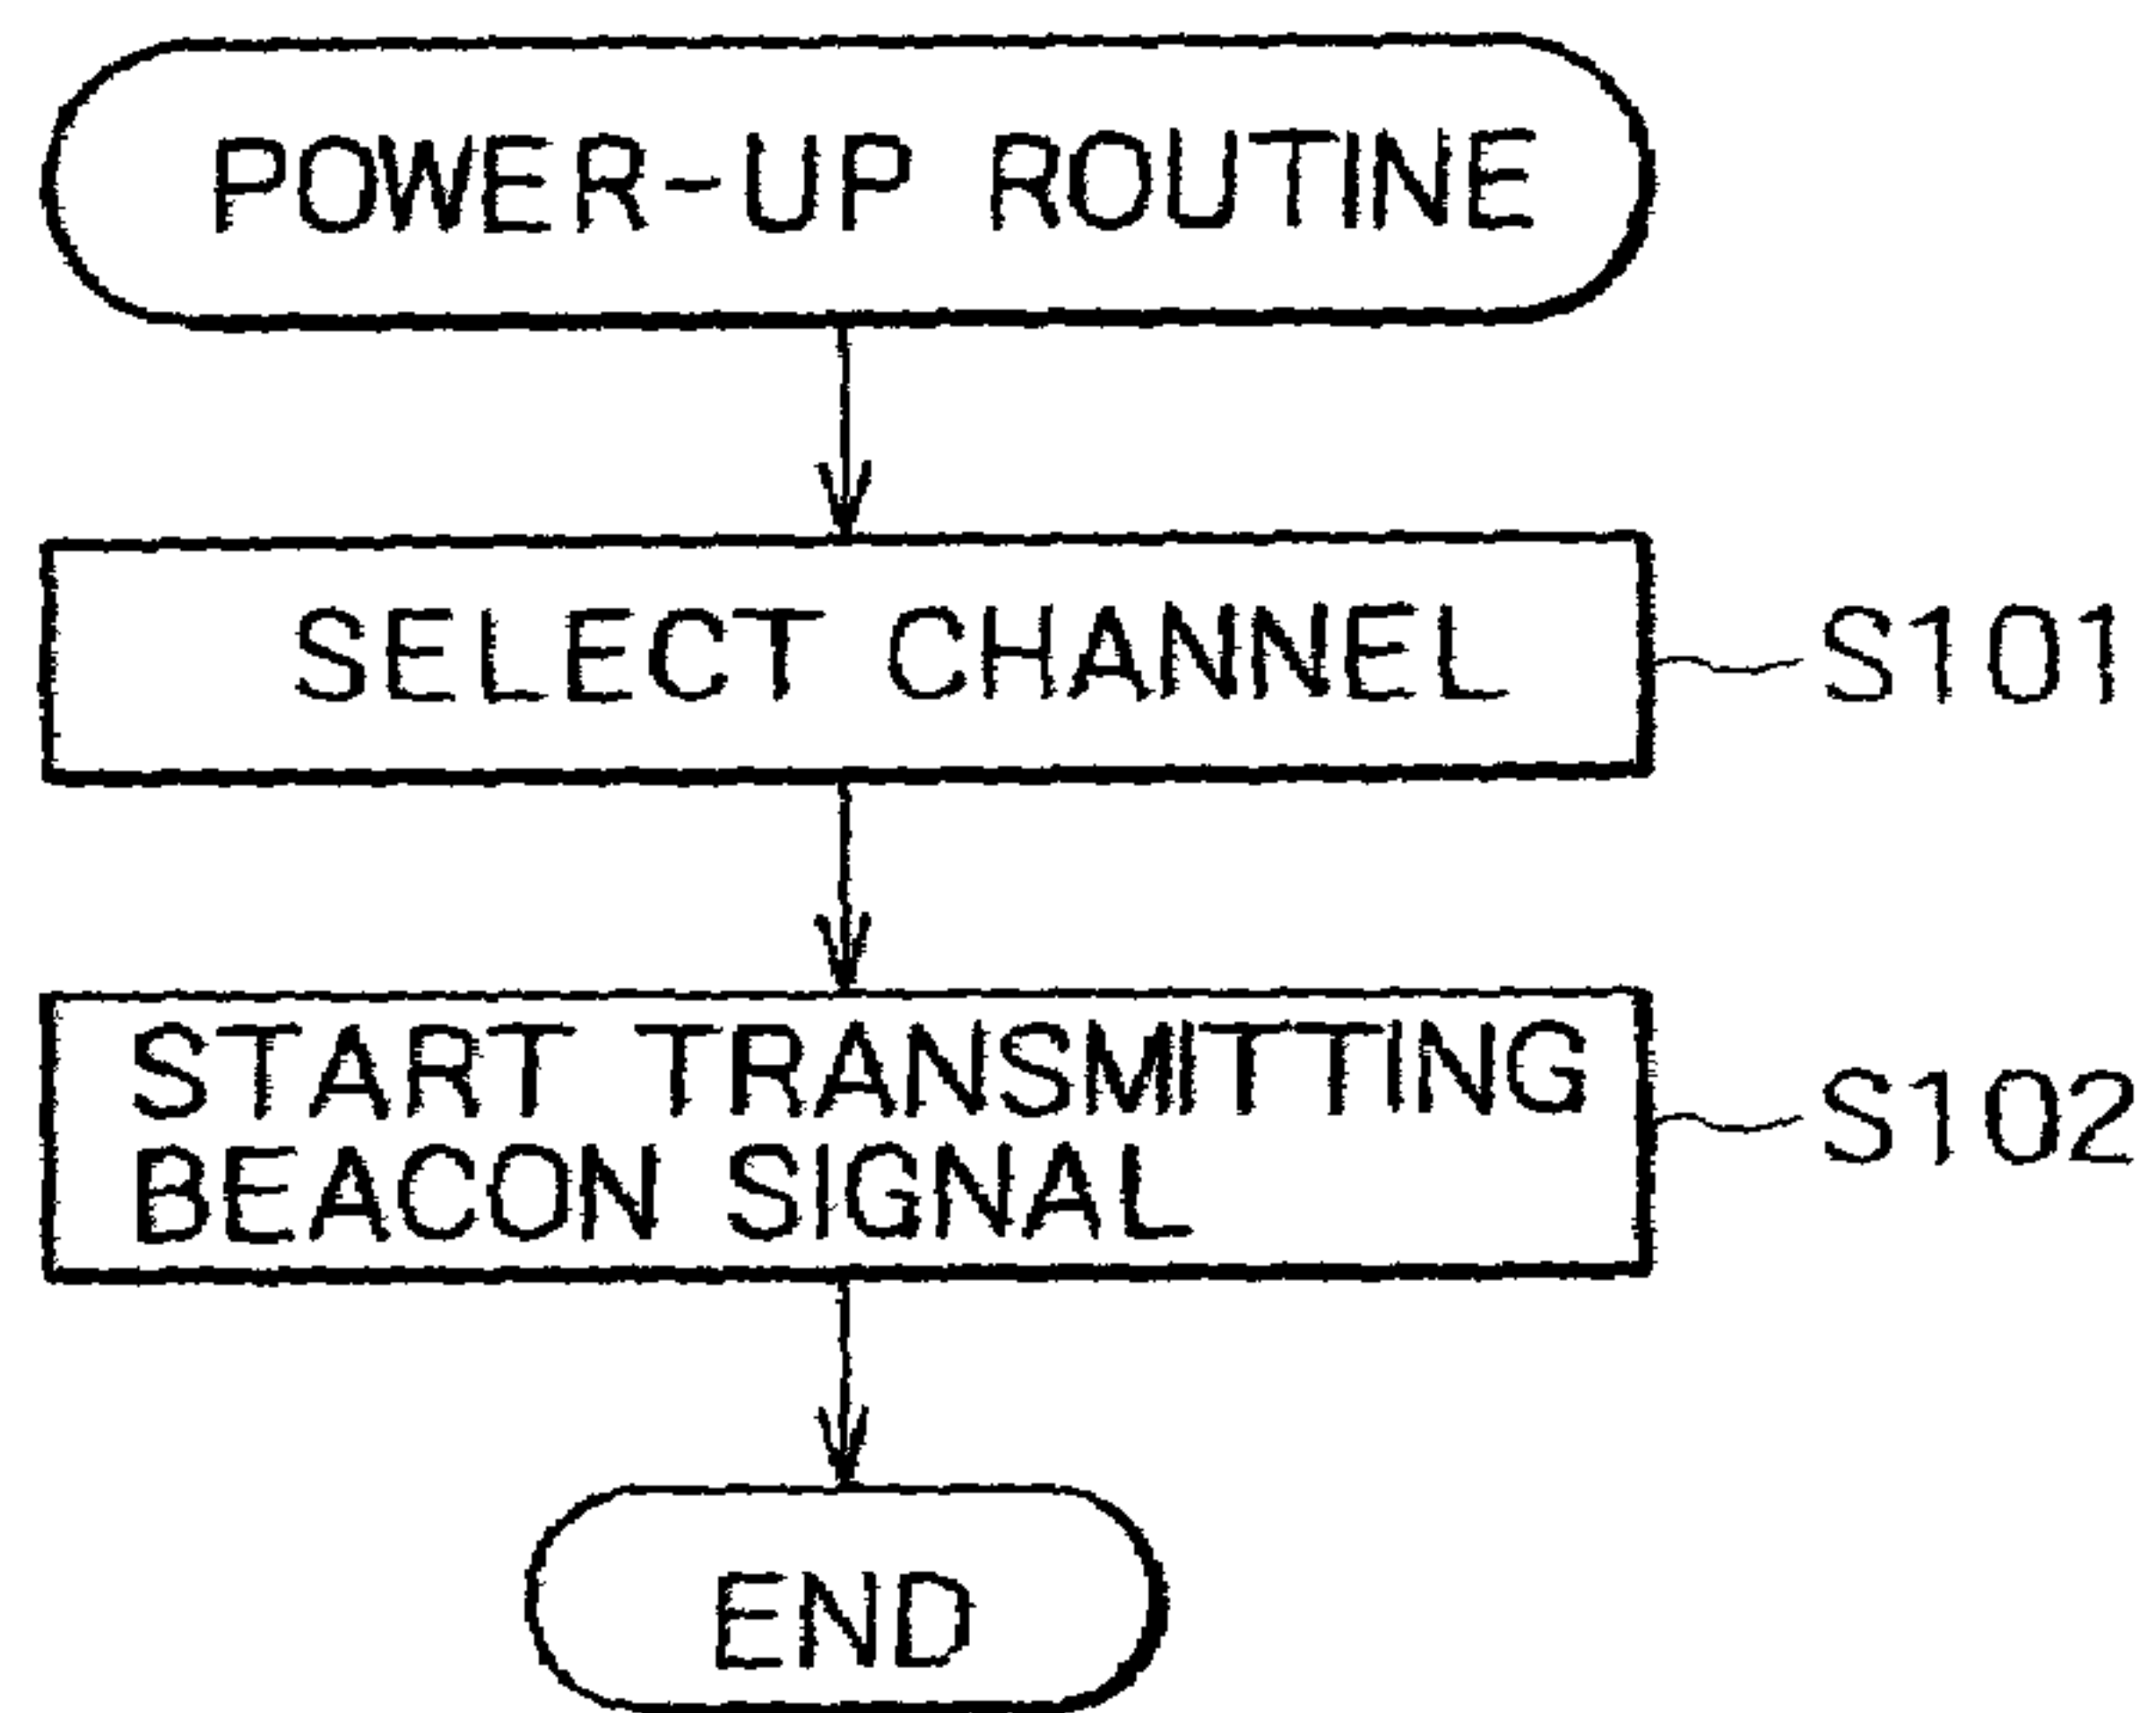 POWER-UP ROUTINE
SELECT CHANNEL
S101
START TRANSMITTING
BEACON SIGNAL
S102
END